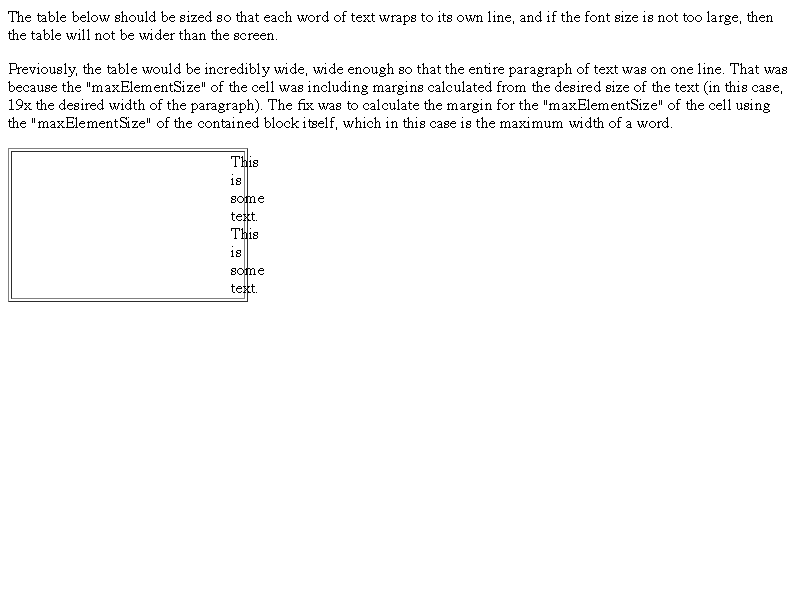 The table below should be sized so that each word of text wraps to its own line, and if the font size is not too large, then
the table will not be wider than the screen.
Previously, the table would be incredibly wide, wide enough so that the entire paragraph of text was on one line. That was
because the "maxElementSize" of the cell was including margins calculated from the desired size of the text (in this case,
19x the desired width of the paragraph). The fix was to calculate the margin for the "maxElementSize" of the cell using
the "maxElementSize" of the contained block itself, which in this case is the maximum width of a word.
This
is
some
text.
This
is
some
text.